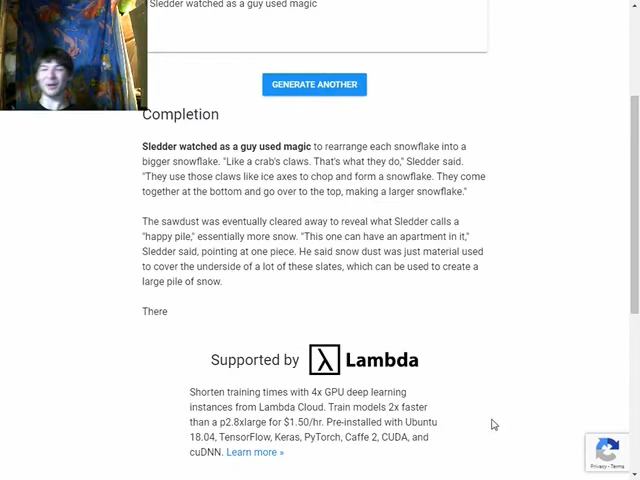 Sledder watched as a guy used magic
GENERATE ANOTHER
Completion
Sledder watched as a guy used magic to rearrange each snowflake into a
bigger snowflake. "Like a crab's claws. That's what they do," Sledder said.
"They use those claws like ice axes to chop and form a snowflake. They come
together at the bottom and go over to the top, making a larger snowflake."
The sawdust was eventually cleared away to reveal what Sledder calls a
"happy pile," essentially more snow. "This one can have an apartment in it,"
Sledder said, pointing at one piece. He said snow dust was just material used
to cover the underside of a lot of these slates, which can be used to create a
large pile of snow.
There
Supported by λ Lambda
Shorten training times with 4x GPU deep learning
instances from Lambda Cloud. Train models 2x faster
than a p2.8xlarge for $1.50/hr. Pre-installed with Ubuntu
18.04, TensorFlow, Keras, PyTorch, Caffe 2, CUDA, and
cuDNN. Learn more »
Privacy - Terms